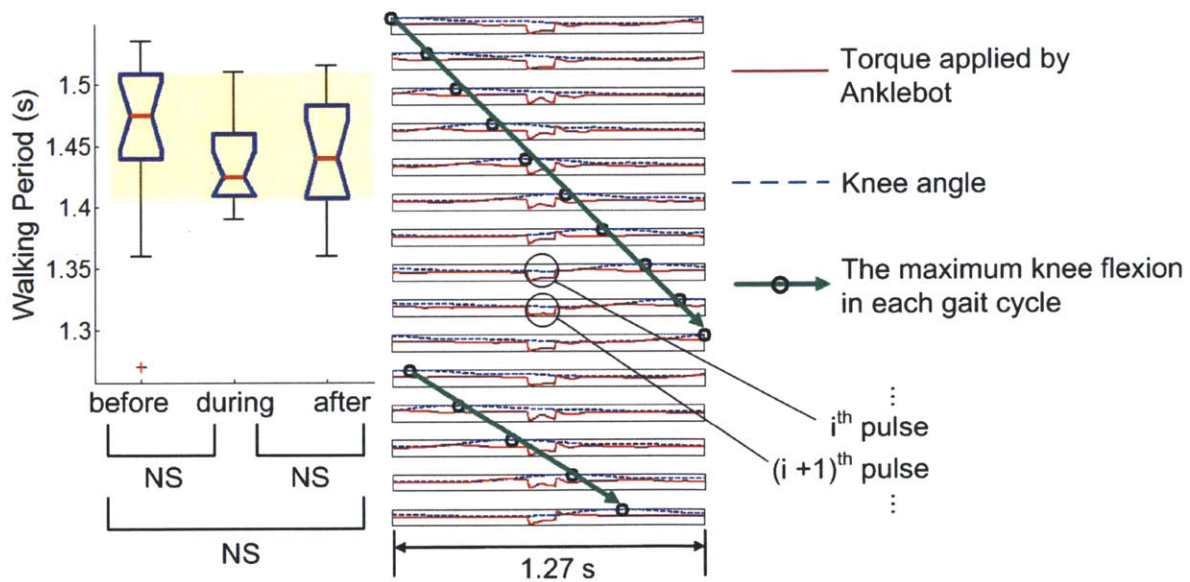 Walking Period (s)
1.5
1.45
1.4
1.35
1.3
before during after
NS NS
NS
1.27 s
Torque applied by
Anklebot
Knee angle
The maximum knee flexion
in each gait cycle
⋮
iᵗʰ pulse
(i +1)ᵗʰ pulse
⋮